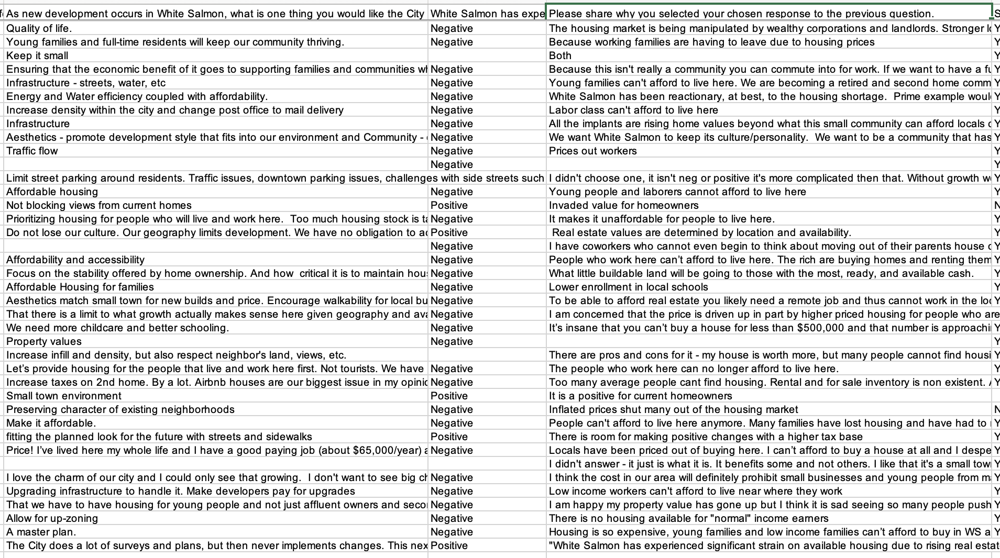 As new development occurs in White Salmon, what is one thing you would like the City White Salmon has expe Please share why you selected your chosen response to the previous question. S
Quality of life. Negative The housing market is being manipulated by wealthy corporations and landlords. Stronger lo Y
Young families and full-time residents will keep our community thriving. Negative Because working families are having to leave due to housing prices Y
Keep it small Both Y
Ensuring that the economic benefit of it goes to supporting families and communities wh Negative Because this isn't really a community you can commute into for work. If we want to have a fu Y
Infrastructure - streets, water, etc Negative Young families can't afford to live here. We are becoming a retired and second home comm Y
Energy and Water efficiency coupled with affordability. Negative White Salmon has been reactionary, at best, to the housing shortage.  Prime example woul Y
Increase density within the city and change post office to mail delivery Negative Labor class can't afford to live here Y
Infrastructure Negative All the implants are rising home values beyond what this small community can afford locals Y
Aesthetics - promote development style that fits into our environment and Community - Negative We want White Salmon to keep its culture/personality.  We want to be a community that has Y
Traffic flow Negative Prices out workers Y
Negative Y
Limit street parking around residents. Traffic issues, downtown parking issues, challenges with side streets such I didn't choose one, it isn't neg or positive it's more complicated then that. Without growth w Y
Affordable housing Negative Young people and laborers cannot afford to live here Y
Not blocking views from current homes Positive Invaded value for homeowners N
Prioritizing housing for people who will live and work here.  Too much housing stock is ta Negative It makes it unaffordable for people to live here. Y
Do not lose our culture. Our geography limits development. We have no obligation to ac Positive Real estate values are determined by location and availability. Y
Negative I have coworkers who cannot even begin to think about moving out of their parents house Y
Affordability and accessibility Negative People who work here can’t afford to live here. The rich are buying homes and renting them Y
Focus on the stability offered by home ownership. And how  critical it is to maintain hous Negative What little buildable land will be going to those with the most, ready, and available cash. Y
Affordable Housing for families Negative Lower enrollment in local schools Y
Aesthetics match small town for new builds and price. Encourage walkability for local bu Negative To be able to afford real estate you likely need a remote job and thus cannot work in the loc Y
That there is a limit to what growth actually makes sense here given geography and ava Negative I am concerned that the price is driven up in part by higher priced housing for people who are
We need more childcare and better schooling. Negative It’s insane that you can’t buy a house for less than $500,000 and that number is approachi Y
Property values Negative Y
Increase infill and density, but also respect neighbor's land, views, etc. There are pros and cons for it - my house is worth more, but many people cannot find housi Y
Let’s provide housing for the people that live and work here first. Not tourists. We have Negative The people who work here can no longer afford to live here. Y
Increase taxes on 2nd home. By a lot. Airbnb houses are our biggest issue in my opinio Negative Too many average people cant find housing. Rental and for sale inventory is non existent. Y
Small town environment Positive It is a positive for current homeowners
Preserving character of existing neighborhoods Negative Inflated prices shut many out of the housing market N
Make it affordable. Negative People can't afford to live here anymore. Many families have lost housing and have had to Y
fitting the planned look for the future with streets and sidewalks Positive There is room for making positive changes with a higher tax base Y
Price! I’ve lived here my whole life and I have a good paying job (about $65,000/year) a Negative Locals have been priced out of buying here. I can’t afford to buy a house at all and I despe Y
I didn't answer - it just is what it is. It benefits some and not others. I like that it's a small tow Y
I love the charm of our city and I could only see that growing.  I don't want to see big ch Negative I think the cost in our area will definitely prohibit small businesses and young people from m Y
Upgrading infrastructure to handle it. Make developers pay for upgrades Negative Low income workers can't afford to live near where they work Y
That we have to have housing for young people and not just affluent owners and seco Negative I am happy my property value has gone up but I think it is sad seeing so many people push Y
Allow for up-zoning Negative There is no housing available for "normal" income earners Y
A master plan. Negative Housing is so expensive, young families and low income families can’t afford to buy in WS a Y
The City does a lot of surveys and plans, but then never implements changes. This nex Positive "White Salmon has experienced significant strain on available housing due to rising real estat